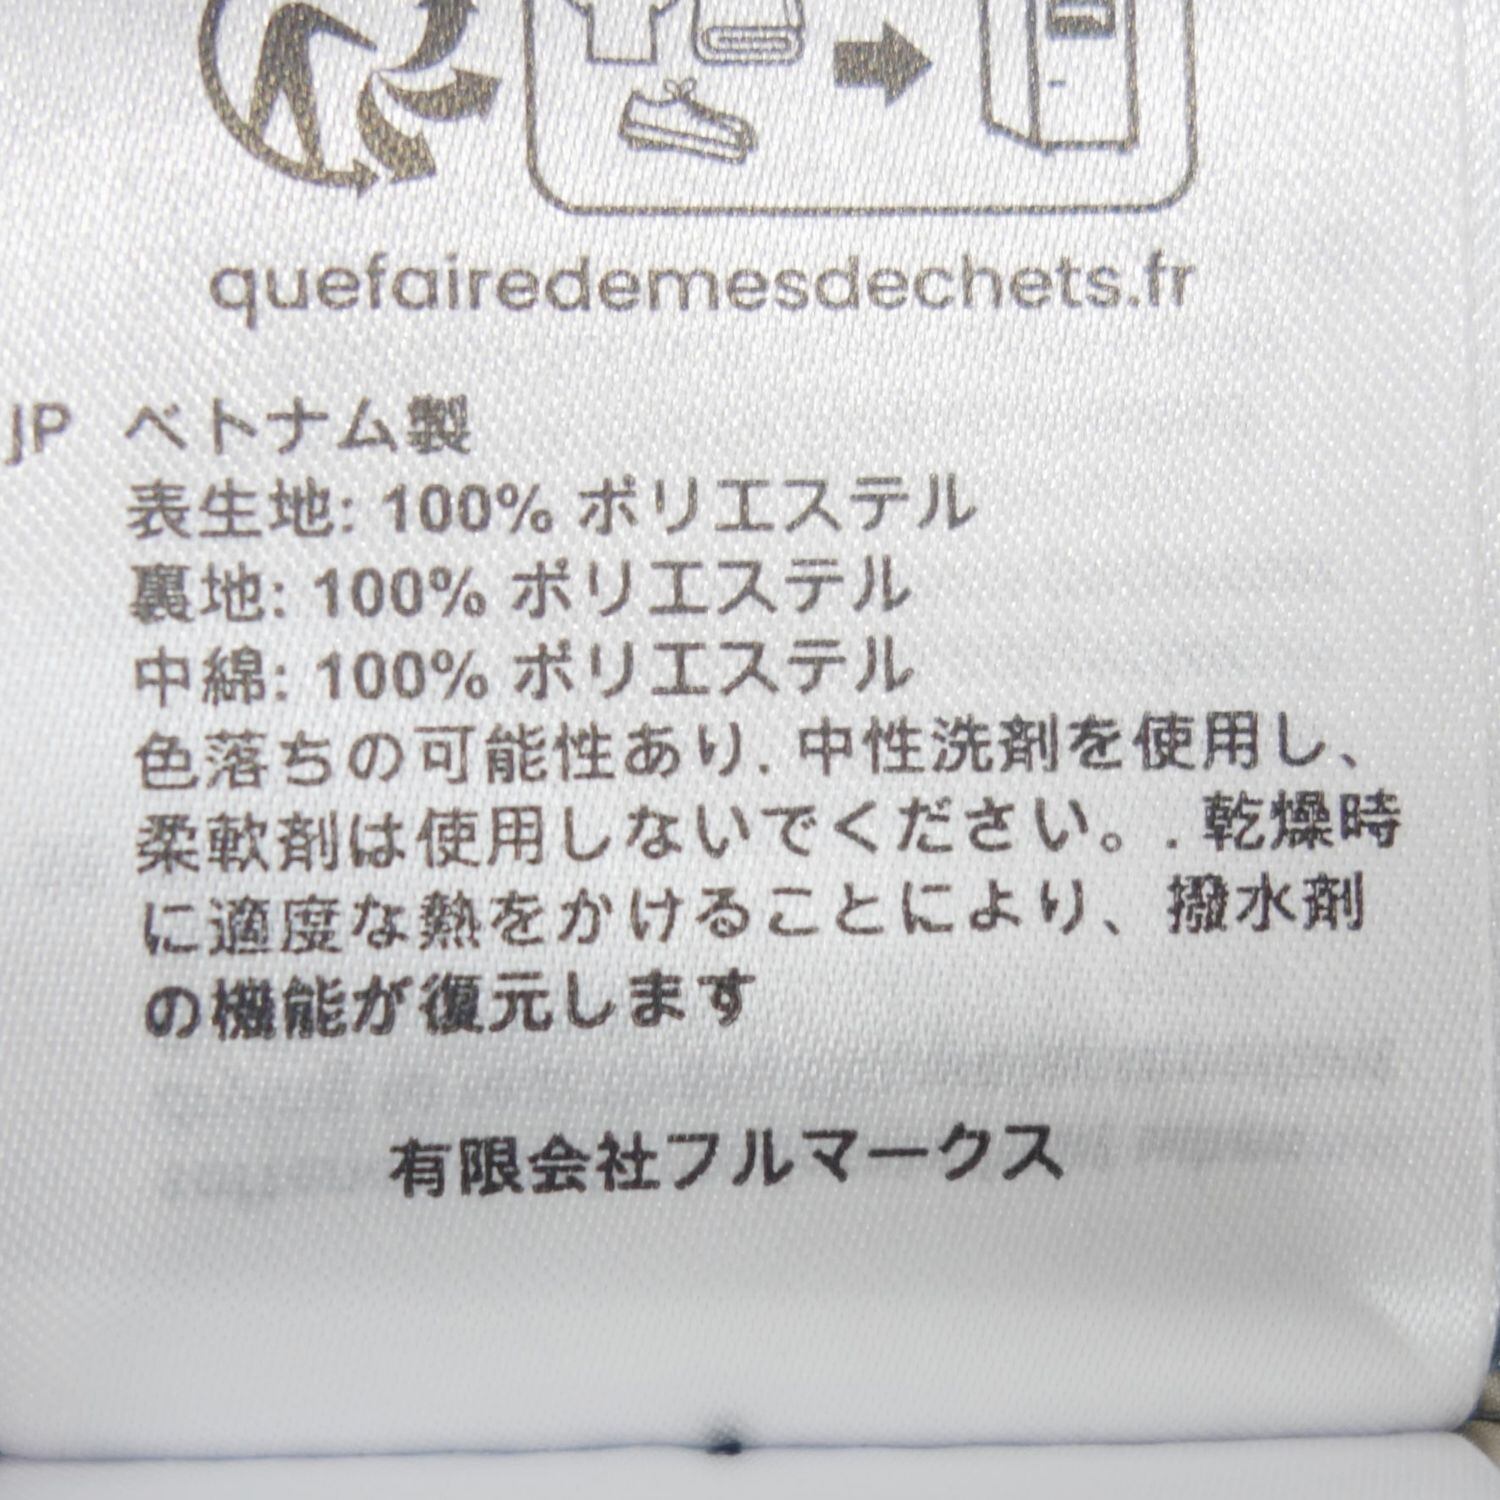 quefairedemesdechets.fr
JP ベトナム製
表生地: 100% ポリエステル
裏地: 100% ポリエステル
中綿: 100% ポリエステル
色落ちの可能性あり. 中性洗剤を使用し、
柔軟剤は使用しないでください。. 乾燥時
に適度な熱をかけることにより、撥水剤
の機能が復元します
有限会社フルマークス